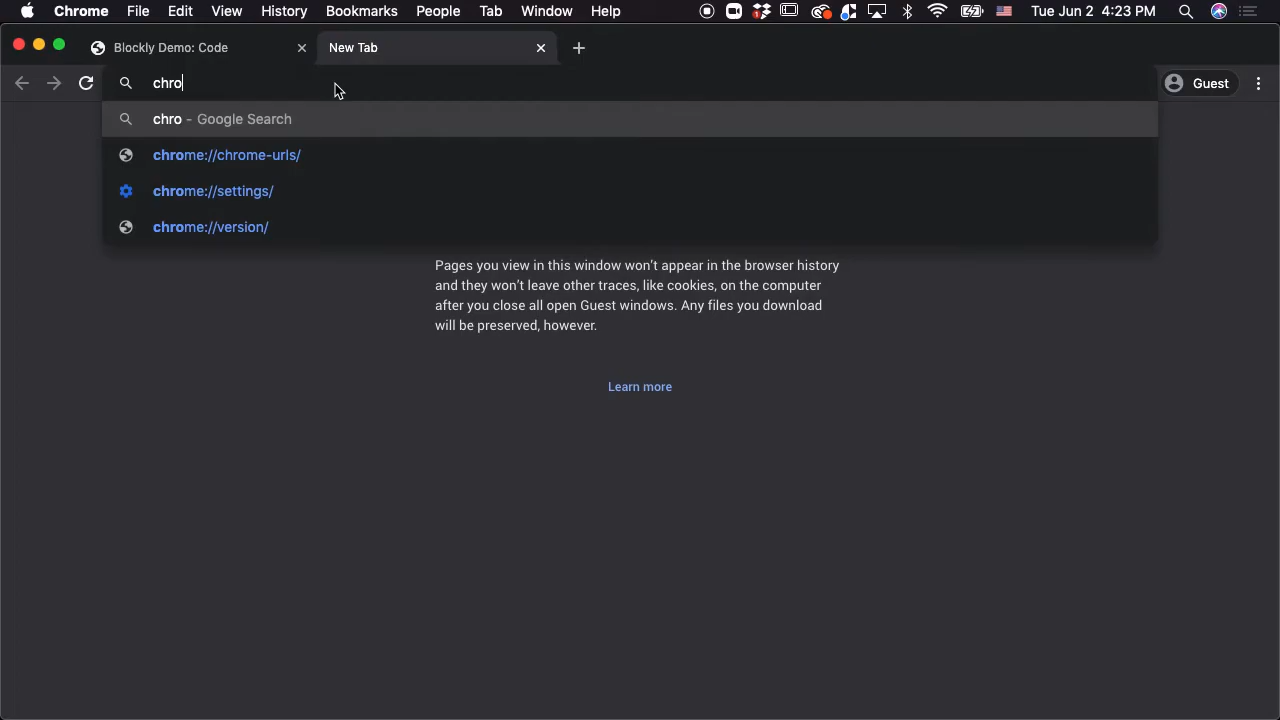 Chrome File Edit View History Bookmarks People Tab Window Help Tue Jun 2 4:23 PM
Blockly Demo: Code New Tab
chro Guest
chro - Google Search
chrome://chrome-urls/
chrome://settings/
chrome://version/
Pages you view in this window won't appear in the browser history
and they won't leave other traces, like cookies, on the computer
after you close all open Guest windows. Any files you download
will be preserved, however.
Learn more